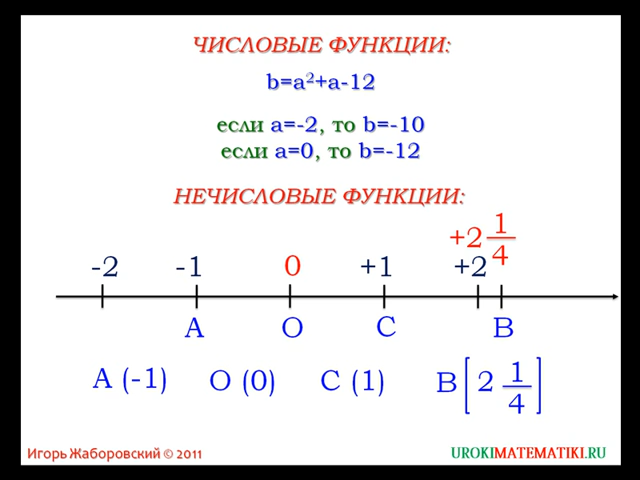 ЧИСЛОВЫЕ ФУНКЦИИ:
b=a²+a-12
если a=-2, то b=-10
если a=0, то b=-12
НЕЧИСЛОВЫЕ ФУНКЦИИ:
+2 1/4
-2 -1 0 +1 +2
A O C B
A (-1) O (0) C (1) B [2 1/4]
Игорь Жаборовский © 2011 UROKIMATEMATIKI.RU